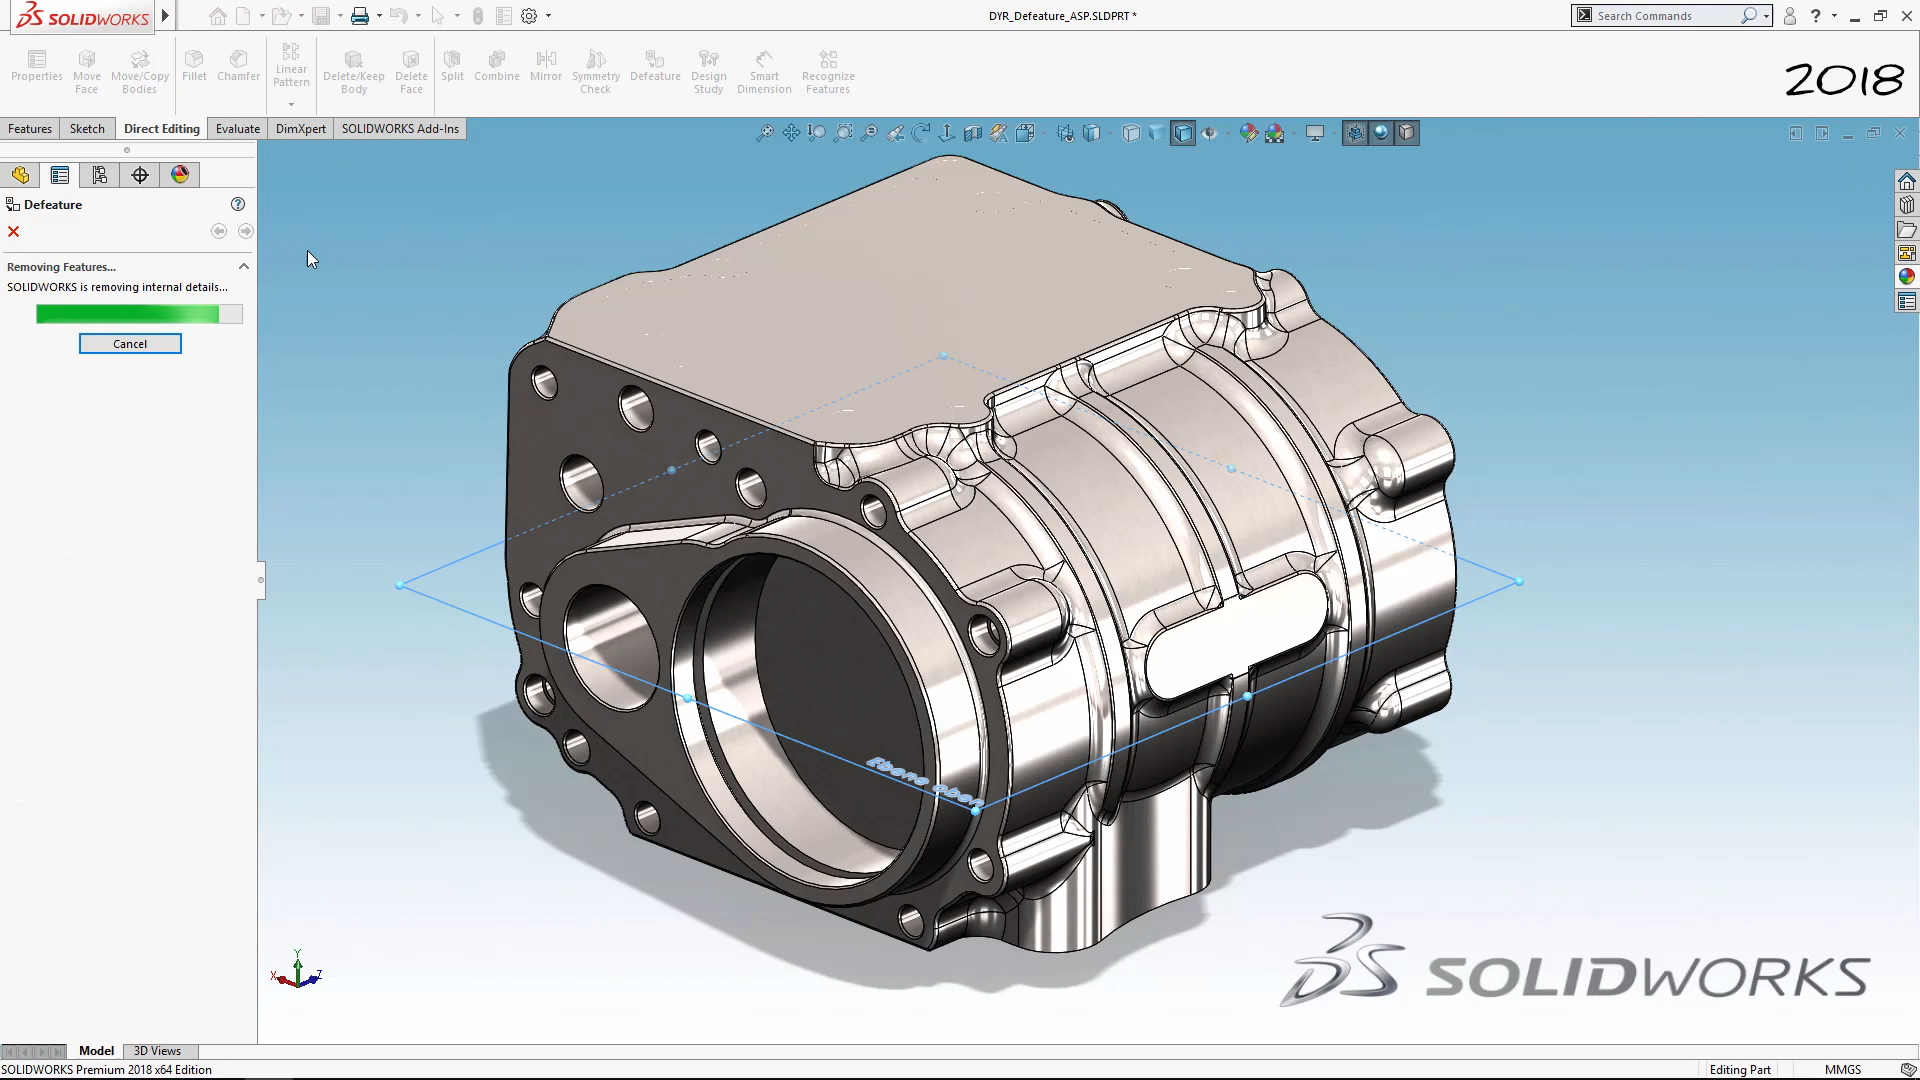 SOLIDWORKS
DYR_Defeature_ASP.SLDPRT *
Search Commands
Properties
Move Face
Move/Copy Bodies
Fillet
Chamfer
Linear Pattern
Delete/Keep Body
Delete Face
Split
Combine
Mirror
Symmetry Check
Defeature
Design Study
Smart Dimension
Recognize Features
2018
Features
Sketch
Direct Editing
Evaluate
DimXpert
SOLIDWORKS Add-Ins
Defeature
Removing Features...
SOLIDWORKS is removing internal details...
Cancel
Ebene oben
Y
X
Z
SOLIDWORKS
Model
3D Views
SOLIDWORKS Premium 2018 x64 Edition
Editing Part
MMGS